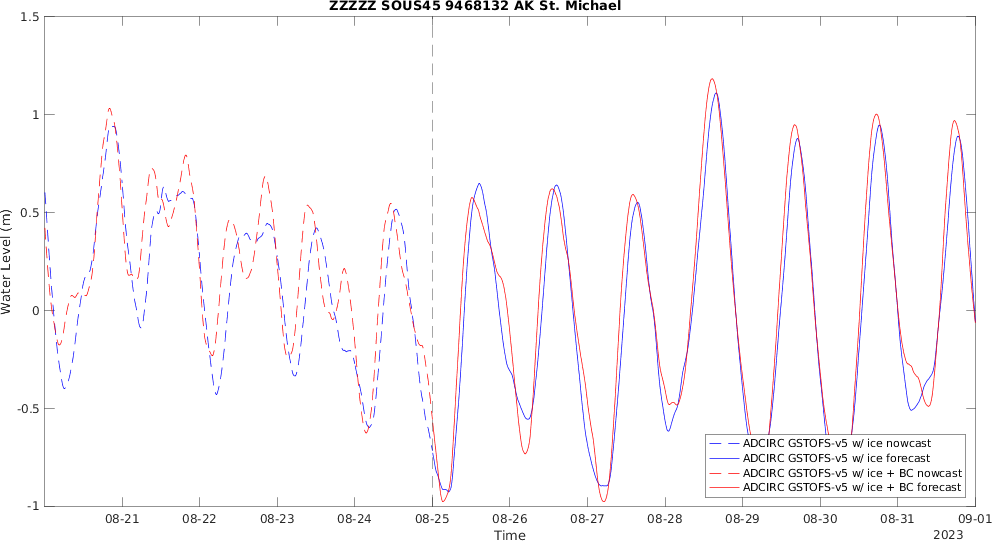 ZZZZZ SOUS45 9468132 AK St. Michael
Water Level (m)
1.5
1
0.5
0
-0.5
-1
08-21
08-22
08-23
08-24
08-25
08-26
08-27
08-28
08-29
08-30
08-31
09-01
Time
2023
ADCIRC GSTOFS-v5 w/ ice nowcast
ADCIRC GSTOFS-v5 w/ ice forecast
ADCIRC GSTOFS-v5 w/ ice + BC nowcast
ADCIRC GSTOFS-v5 w/ ice + BC forecast